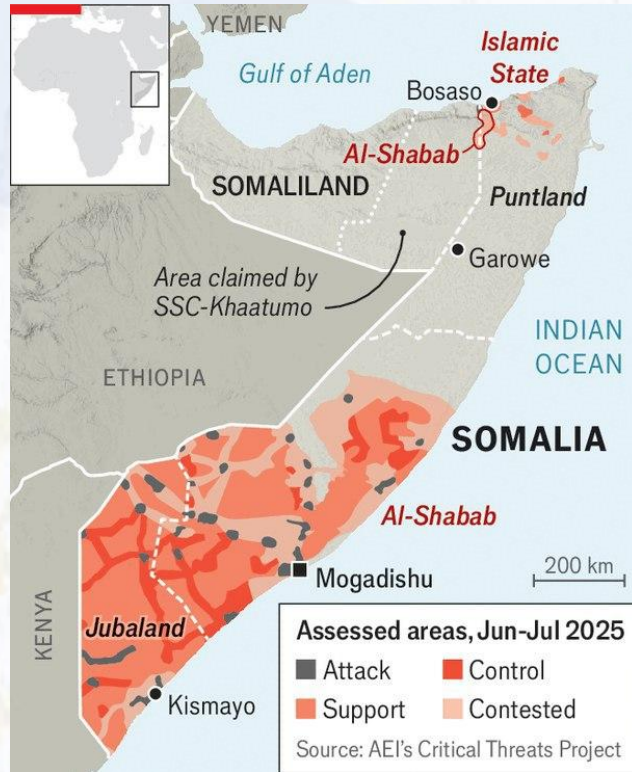 YEMEN
Gulf of Aden
Islamic
State
Bosaso
Al-Shabab
SOMALILAND
Puntland
Garowe
Area claimed by
SSC-Khaatumo
INDIAN
OCEAN
ETHIOPIA
SOMALIA
Al-Shabab
200 km
Mogadishu
KENYA
Jubaland
Kismayo
Assessed areas, Jun-Jul 2025
Attack Control
Support Contested
Source: AEI's Critical Threats Project